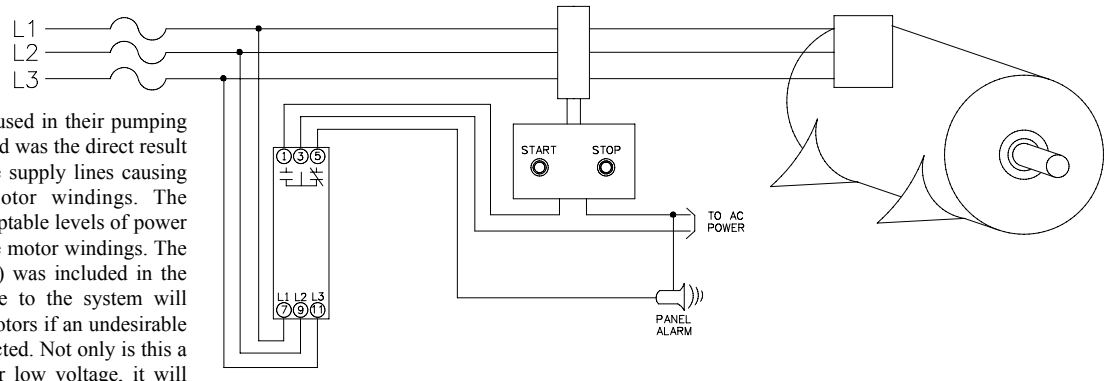 L1
L2
L3
used in their pumping
d was the direct result
e supply lines causing
otor windings. The
ptable levels of power
e motor windings. The
) was included in the
e to the system will
otors if an undesirable
cted. Not only is this a
r low voltage, it will
1 3 5
L1 L2 L3
7 9 11
START STOP
TO AC
POWER
PANEL
ALARM